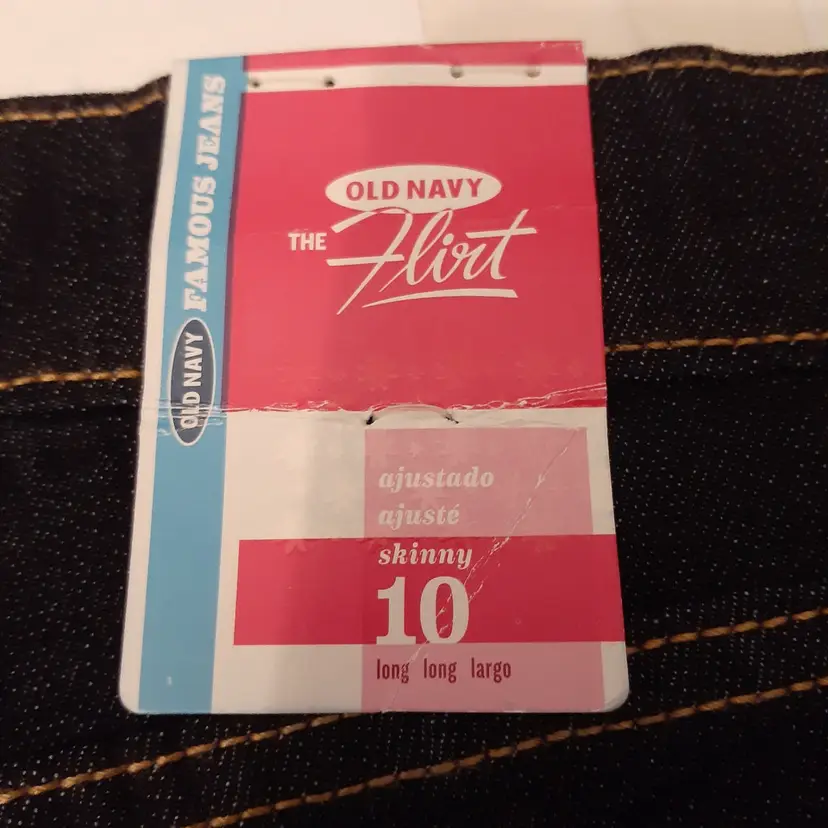 OLD NAVY FAMOUS JEANS
OLD NAVY
THE Flirt
ajustado
ajusté
skinny
10
long long largo